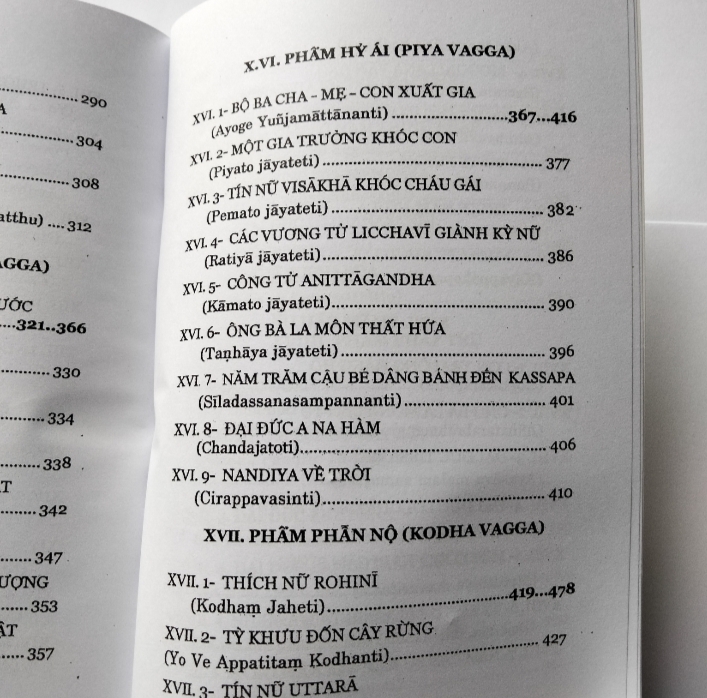 ............290
A
............304
............308
atthu) ....312
AGGA)
ƯỚC
....321..366
............330
............334
............338
ẬT
........342
............347
ƯỢNG
......353
ẬT
.....357
X.VI. PHẨM HỶ ÁI (PIYA VAGGA)
XVI. 1- BỘ BA CHA – MẸ – CON XUẤT GIA
(Ayoge Yuñjamāttānanti) ........................367...416
XVI. 2- MỘT GIA TRƯỞNG KHÓC CON
(Piyato jāyateti)............................................ 377
XVI. 3- TÍN NỮ VISĀKHĀ KHÓC CHÁU GÁI
(Pemato jāyateti)........................................... 382
XVI. 4- CÁC VƯƠNG TỬ LICCHAVĪ GIÀNH KỲ NỮ
(Ratiyā jāyateti)............................................ 386
XVI. 5- CÔNG TỬ ANITTĀGANDHA
(Kāmato jāyateti)........................................... 390
XVI. 6- ÔNG BÀ LA MÔN THẤT HỨA
(Taṇhāya jāyateti)......................................... 396
XVI. 7- NĂM TRĂM CẬU BÉ DÂNG BÁNH ĐẾN KASSAPA
(Sīladassanasampannanti)............................ 401
XVI. 8- ĐẠI ĐỨC A NA HÀM
(Chandajatoti)................................................. 406
XVI. 9- NANDIYA VỀ TRỜI
(Cirappavasinti)............................................. 410
XVII. PHẨM PHẪN NỘ (KODHA VAGGA)
XVII. 1- THÍCH NỮ ROHINĪ
(Kodhaṃ Jaheti)....................................419...478
XVII. 2- TỲ KHƯU ĐỐN CÂY RỪNG
(Yo Ve Appatitaṃ Kodhanti)............................. 427
XVII. 3- TÍN NỮ UTTARĀ